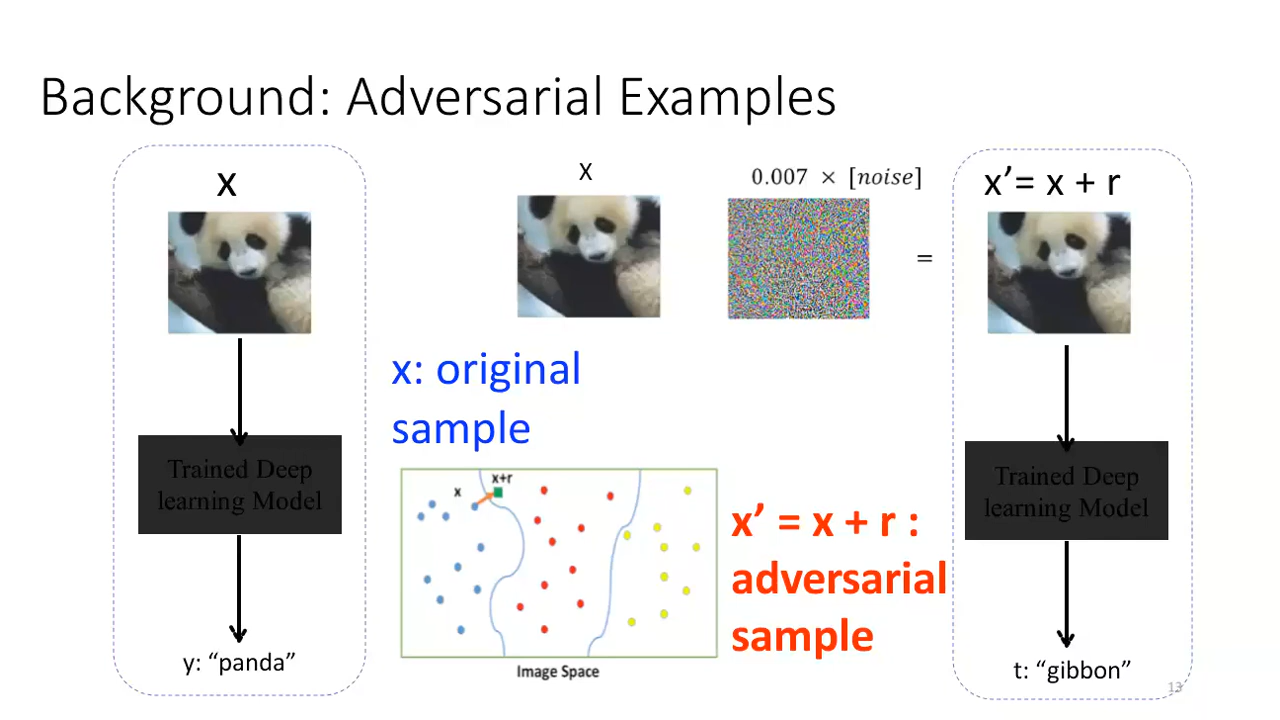 Background: Adversarial Examples
x
Trained Deep
learning Model
y: “panda”
x
0.007 × [noise]
=
x: original
sample
x+r
x
Image Space
x’ = x + r :
adversarial
sample
x’= x + r
Trained Deep
learning Model
t: “gibbon”
13